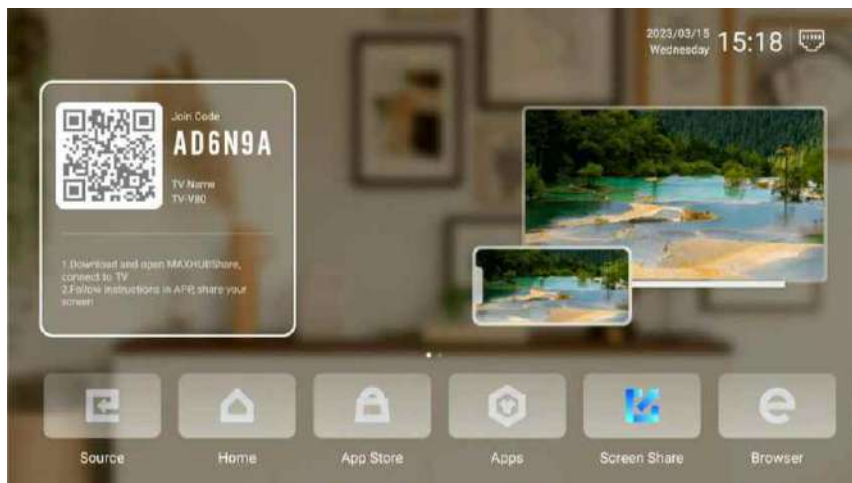 2023/03/15
Wednesday
15:18
Join Code
AD6N9A
TV Name
TV-V80
1.Download and open MAXHUBShare,
connect to TV
2.Follow instructions in APP, share your
screen
Source
Home
App Store
Apps
Screen Share
Browser